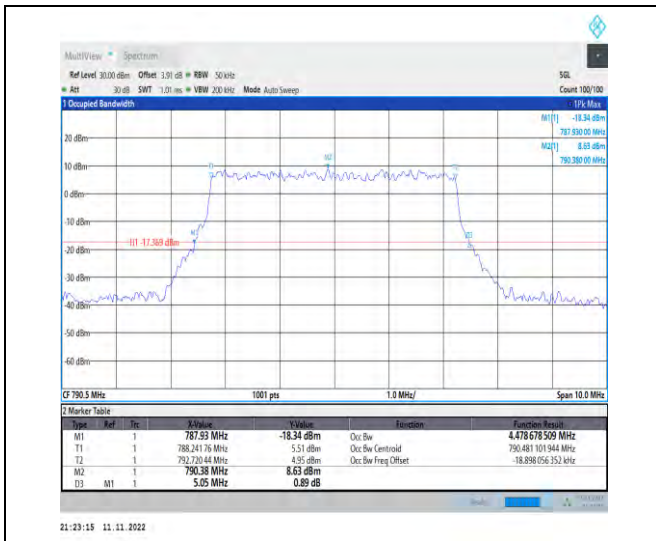 MultiView Spectrum
Ref Level 30.00 dBm Offset 3.91 dB RBW 50 kHz SGL
Att 30 dB SWT 1.01 ms VBW 200 kHz Mode Auto Sweep Count 100/100
1 Occupied Bandwidth 1Pk Max
M1[1] -18.34 dBm
787.930 00 MHz
M2[1] 8.63 dBm
790.380 00 MHz
20 dBm
10 dBm
0 dBm
-10 dBm
-20 dBm
-30 dBm
-40 dBm
-50 dBm
-60 dBm
T1
M2
T2
M1
D3
H1 -17.369 dBm
CF 790.5 MHz 1001 pts 1.0 MHz/ Span 10.0 MHz
2 Marker Table
Type Ref Trc X-Value Y-Value Function Function Result
M1 1 787.93 MHz -18.34 dBm Occ Bw 4.478 678 509 MHz
T1 1 788.241 76 MHz 5.51 dBm Occ Bw Centroid 790.481 101 944 MHz
T2 1 792.720 44 MHz 4.95 dBm Occ Bw Freq Offset -18.898 056 352 kHz
M2 1 790.38 MHz 8.63 dBm
D3 M1 1 5.05 MHz 0.89 dB
21:23:15 11.11.2022